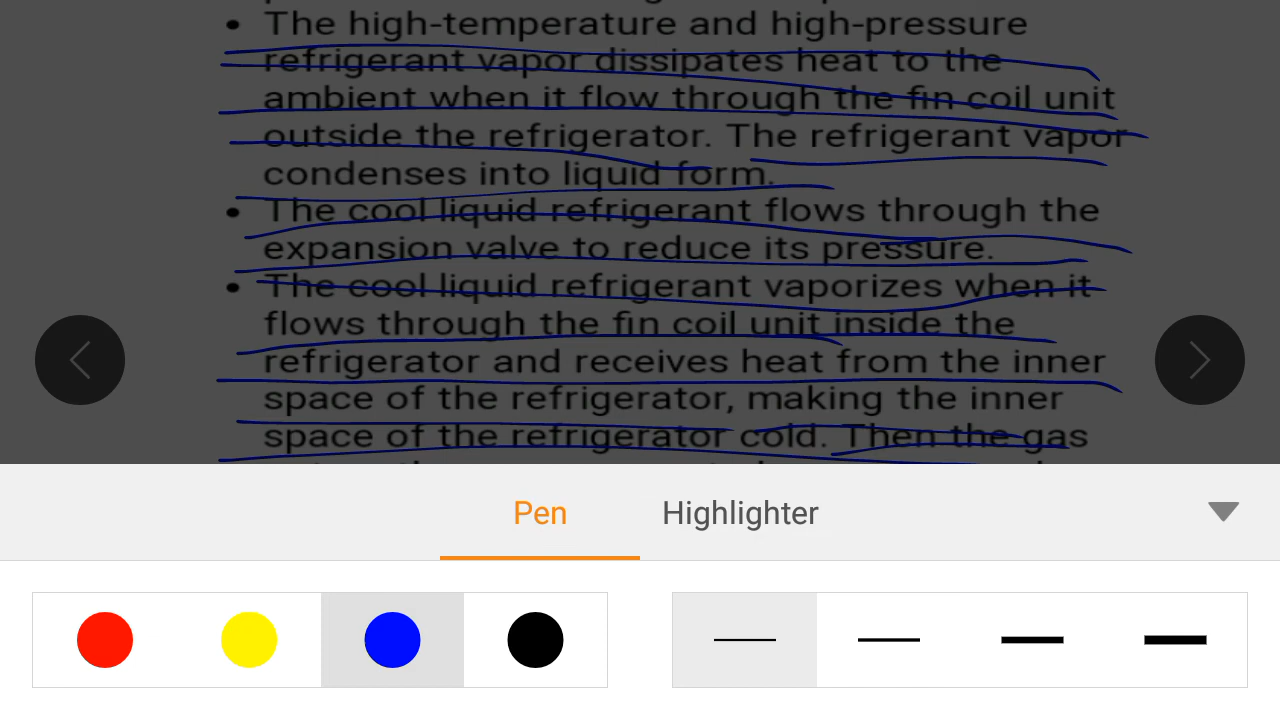 • The high-temperature and high-pressure
refrigerant vapor dissipates heat to the
ambient when it flow through the fin coil unit
outside the refrigerator. The refrigerant vapor
condenses into liquid form.
• The cool liquid refrigerant flows through the
expansion valve to reduce its pressure.
• The cool liquid refrigerant vaporizes when it
flows through the fin coil unit inside the
refrigerator and receives heat from the inner
space of the refrigerator, making the inner
space of the refrigerator cold. Then the gas
Pen Highlighter